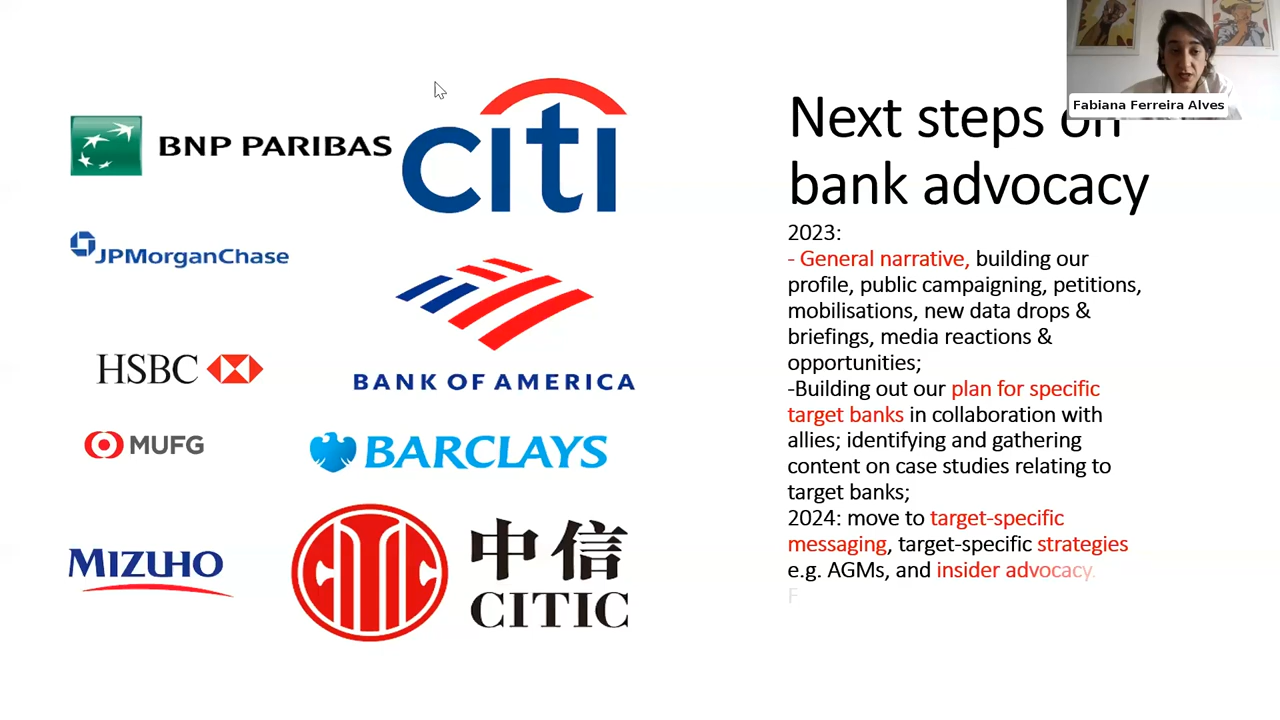 BNP PARIBAS
citi
JPMorganChase
BANK OF AMERICA
HSBC
MUFG
BARCLAYS
MIZUHO
CITIC
中信
CITIC
Fabiana Ferreira Alves
Next steps on
bank advocacy
2023:
- General narrative, building our
profile, public campaigning, petitions,
mobilisations, new data drops &
briefings, media reactions &
opportunities;
-Building out our plan for specific
target banks in collaboration with
allies; identifying and gathering
content on case studies relating to
target banks;
2024: move to target-specific
messaging, target-specific strategies
e.g. AGMs, and insider advocacy.
F